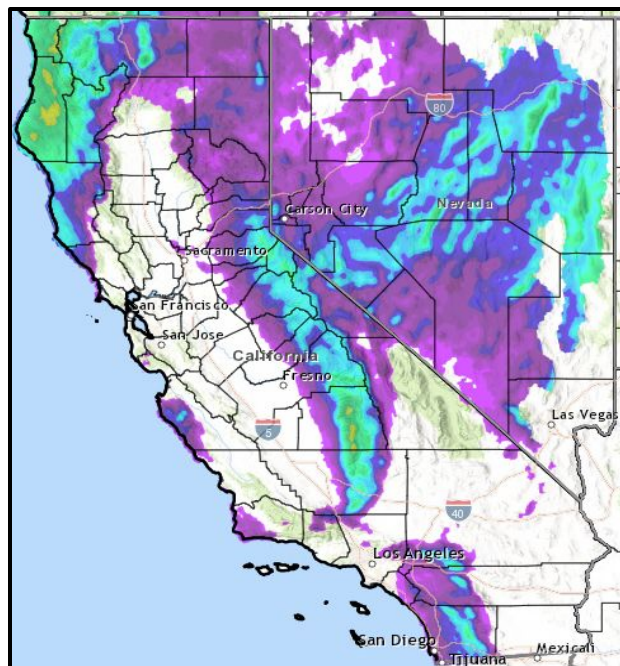 80
Nevada
Carson City
Sacramento
San Francisco
San Jose
California
Fresno
5
Las Vegas
40
Los Angeles
San Diego
Tijuana
Mexicali